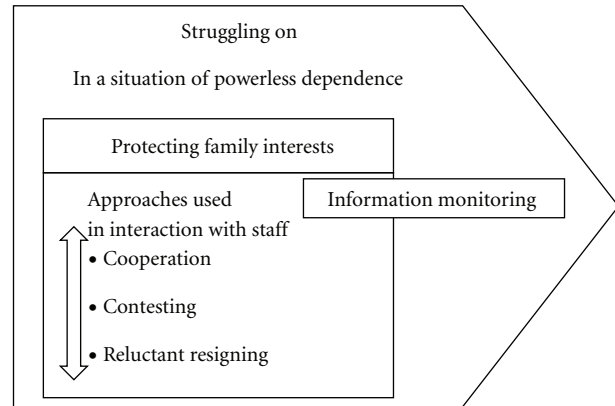 Struggling on
In a situation of powerless dependence
Protecting family interests
Information monitoring
Approaches used
in interaction with staff
• Cooperation
• Contesting
• Reluctant resigning